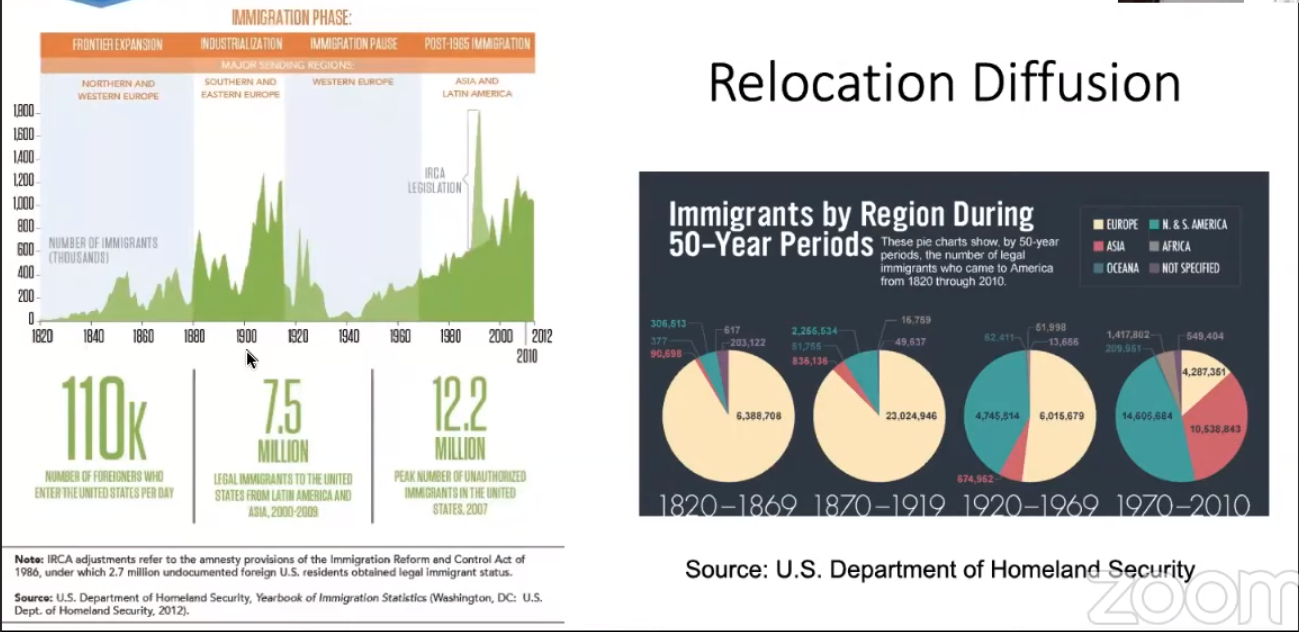 IMMIGRATION PHASE:
FRONTIER EXPANSION INDUSTRIALIZATION IMMIGRATION PAUSE POST-1965 IMMIGRATION
MAJOR SENDING REGIONS:
NORTHERN AND
WESTERN EUROPE
SOUTHERN AND
EASTERN EUROPE
WESTERN EUROPE
ASIA AND
LATIN AMERICA
1,800
1,600
1,400
1,200
1,000
800
600
400
200
0
NUMBER OF IMMIGRANTS
(THOUSANDS)
IRCA
LEGISLATION
1820 1840 1860 1880 1900 1920 1940 1960 1980 2012
2010
110K
NUMBER OF FOREIGNERS WHO
ENTER THE UNITED STATES PER DAY
7.5
MILLION
LEGAL IMMIGRANTS TO THE UNITED
STATES FROM LATIN AMERICA AND
ASIA, 2000-2009
12.2
MILLION
PEAK NUMBER OF UNAUTHORIZED
IMMIGRANTS IN THE UNITED
STATES, 2007
Note: IRCA adjustments refer to the amnesty provisions of the Immigration Reform and Control Act of
1986, under which 2.7 million undocumented foreign U.S. residents obtained legal immigrant status.
Source: U.S. Department of Homeland Security, Yearbook of Immigration Statistics (Washington, DC: U.S.
Dept. of Homeland Security, 2012).
Relocation Diffusion
Immigrants by Region During
50-Year Periods
These pie charts show, by 50-year
periods, the number of legal
immigrants who came to America
from 1820 through 2010.
EUROPE N. & S. AMERICA
ASIA AFRICA
OCEANA NOT SPECIFIED
306,513
377
90,698
617
203,122
6,388,706
1820–1869
2,266,534
51,755
836,136
16,759
49,637
23,024,946
1870–1919
62,411
51,998
13,656
4,745,514
6,015,679
674,962
1920–1969
1,417,802
209,951
549,404
4,287,351
14,605,684
10,538,843
1970–2010
Source: U.S. Department of Homeland Security
zoom